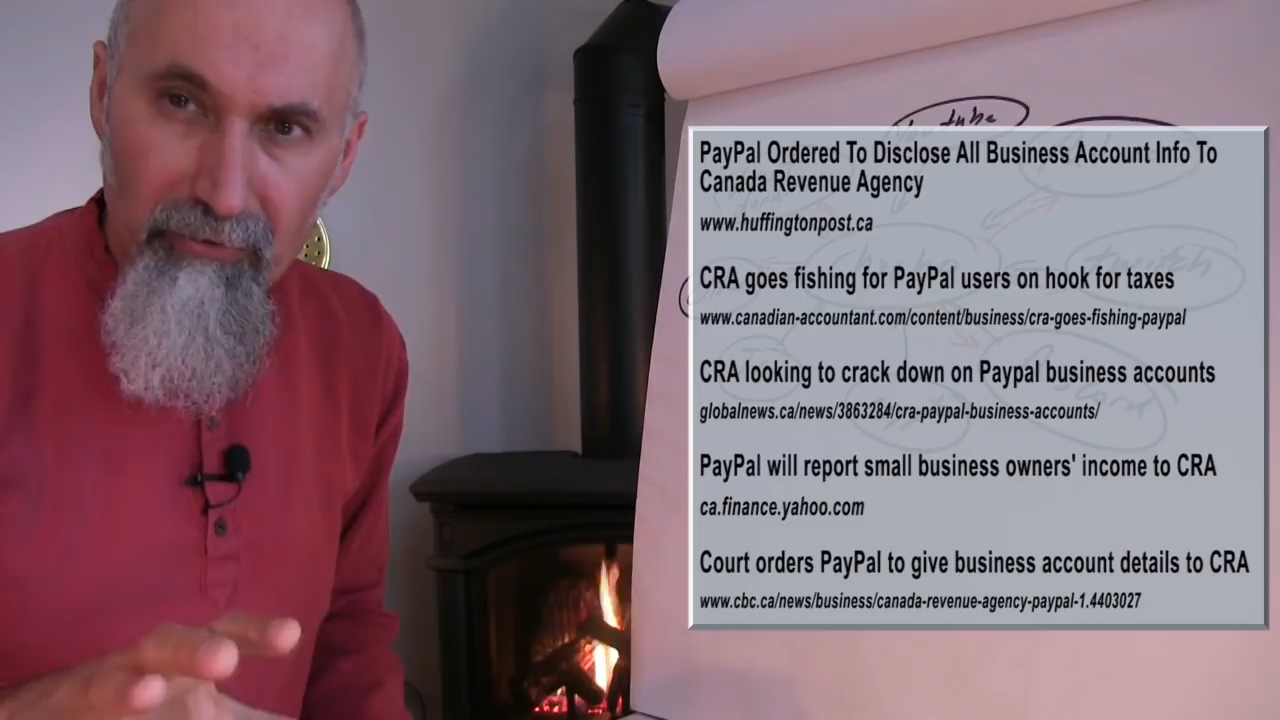 Youtube
PayPal Ordered To Disclose All Business Account Info To
Canada Revenue Agency
www.huffingtonpost.ca
CRA goes fishing for PayPal users on hook for taxes
www.canadian-accountant.com/content/business/cra-goes-fishing-paypal
CRA looking to crack down on Paypal business accounts
globalnews.ca/news/3863284/cra-paypal-business-accounts/
PayPal will report small business owners' income to CRA
ca.finance.yahoo.com
Court orders PayPal to give business account details to CRA
www.cbc.ca/news/business/canada-revenue-agency-paypal-1.4403027